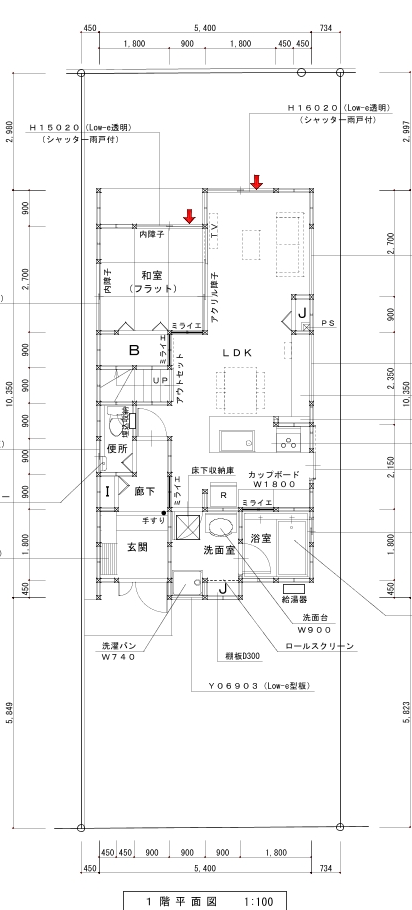 450 5,400 734
1,800 900 1,800 450 450
H16020 (Low-e透明)
(シャッター雨戸付)
H15020 (Low-e透明)
(シャッター雨戸付)
2,980
2,997
900
内障子
TV
和室
(フラット)
内障子
アクリル障子
2,700
2,700
J
PS
900
ミライエ
B
ミライエ
LDK
アウトセット
UP
900
900
900
900
900
10,350
2,350
10,350
埋込収納
便所
床下収納庫
カップボード
W1800
2,150
I
廊下
ミライエ
R
ミライエ
手すり
玄関
洗面室
浴室
1,800
1,800
J
給湯器
450
450
洗面台
W900
洗濯パン
W740
ロールスクリーン
棚板D300
Y06903 (Low-e型板)
5,849
5,823
450 450 900 900 900 1,800
450 5,400 734
1階平面図 1:100